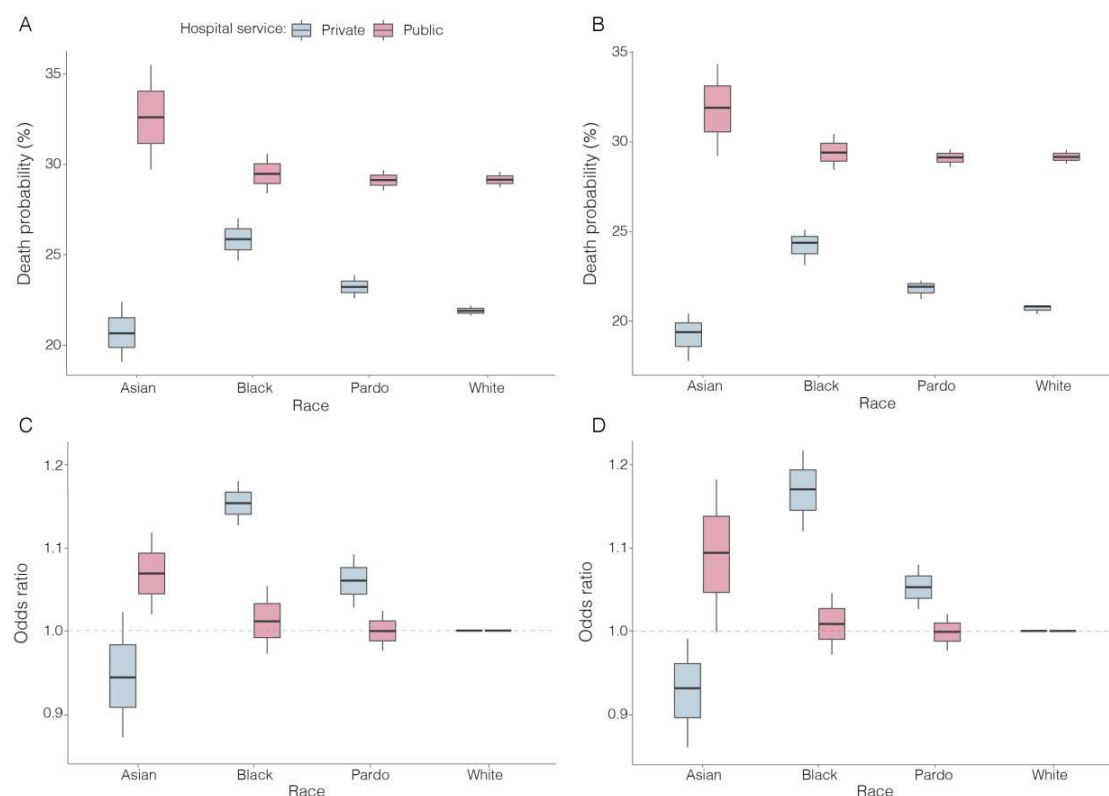 A
Hospital service: Private Public
Death probability (%)
35
30
25
20
Asian Black Pardo White
Race
B
Death probability (%)
35
30
25
20
Asian Black Pardo White
Race
C
Odds ratio
1.2
1.1
1.0
0.9
Asian Black Pardo White
Race
D
Odds ratio
1.2
1.1
1.0
0.9
Asian Black Pardo White
Race